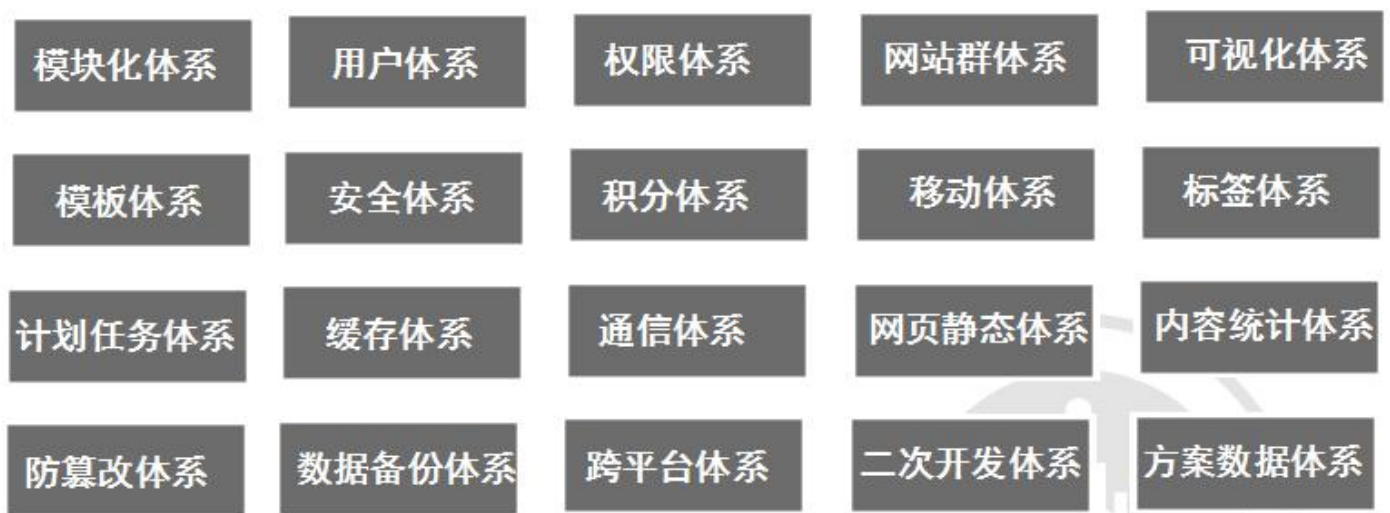 模块化体系 用户体系 权限体系 网站群体系 可视化体系
模板体系 安全体系 积分体系 移动体系 标签体系
计划任务体系 缓存体系 通信体系 网页静态体系 内容统计体系
防篡改体系 数据备份体系 跨平台体系 二次开发体系 方案数据体系